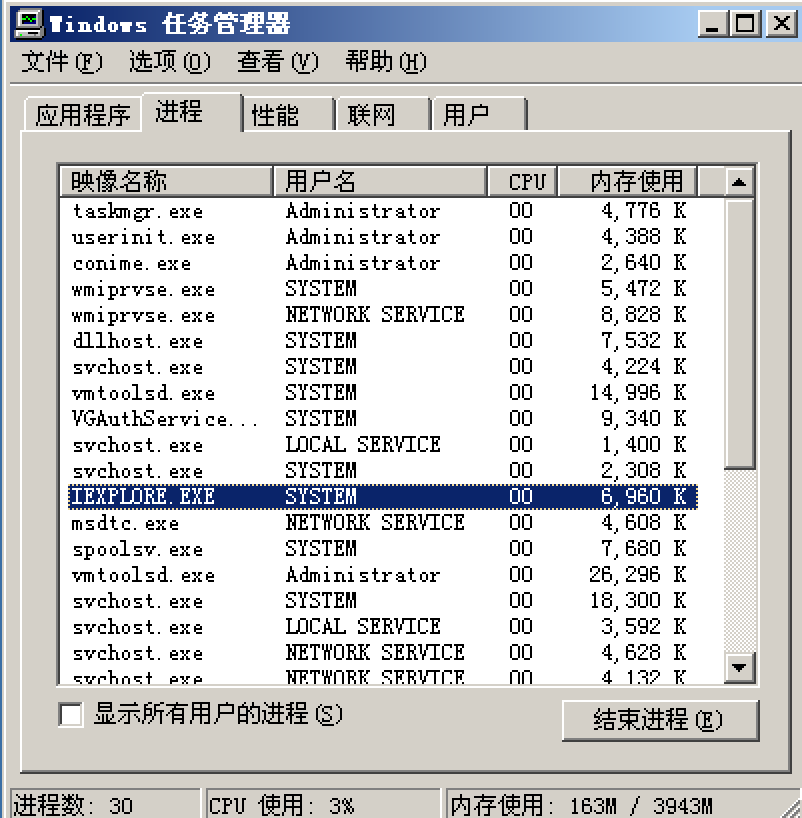 Windows 任务管理器
文件(F) 选项(O) 查看(V) 帮助(H)
应用程序 进程 性能 联网 用户
映像名称 用户名 CPU 内存使用
taskmgr.exe Administrator 00 4,776 K
userinit.exe Administrator 00 4,388 K
conime.exe Administrator 00 2,640 K
wmiprvse.exe SYSTEM 00 5,472 K
wmiprvse.exe NETWORK SERVICE 00 8,828 K
dllhost.exe SYSTEM 00 7,532 K
svchost.exe SYSTEM 00 4,224 K
vmtoolsd.exe SYSTEM 00 14,996 K
VGAuthService... SYSTEM 00 9,340 K
svchost.exe LOCAL SERVICE 00 1,400 K
svchost.exe SYSTEM 00 2,308 K
IEXPLORE.EXE SYSTEM 00 6,960 K
msdtc.exe NETWORK SERVICE 00 4,608 K
spoolsv.exe SYSTEM 00 7,680 K
vmtoolsd.exe Administrator 00 26,296 K
svchost.exe SYSTEM 00 18,300 K
svchost.exe LOCAL SERVICE 00 3,592 K
svchost.exe NETWORK SERVICE 00 4,628 K
svchost.exe NETWORK SERVICE 00 4,132 K
显示所有用户的进程(S) 结束进程(E)
进程数: 30 CPU 使用: 3% 内存使用: 163M / 3943M